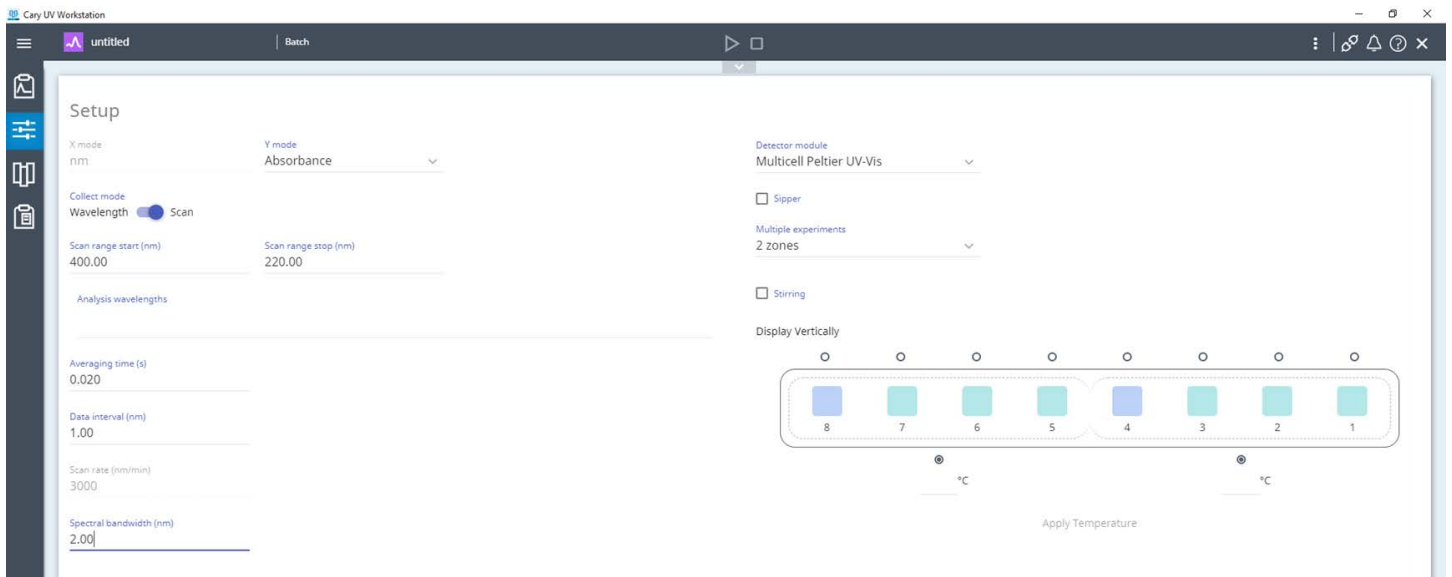 Cary UV Workstation
untitled
Batch
Setup
X mode
nm
Y mode
Absorbance
Collect mode
Wavelength Scan
Scan range start (nm)
400.00
Scan range stop (nm)
220.00
Analysis wavelengths
Averaging time (s)
0.020
Data interval (nm)
1.00
Scan rate (nm/min)
3000
Spectral bandwidth (nm)
2.00
Detector module
Multicell Peltier UV-Vis
Sipper
Multiple experiments
2 zones
Stirring
Display Vertically
8 7 6 5 4 3 2 1
°C °C
Apply Temperature